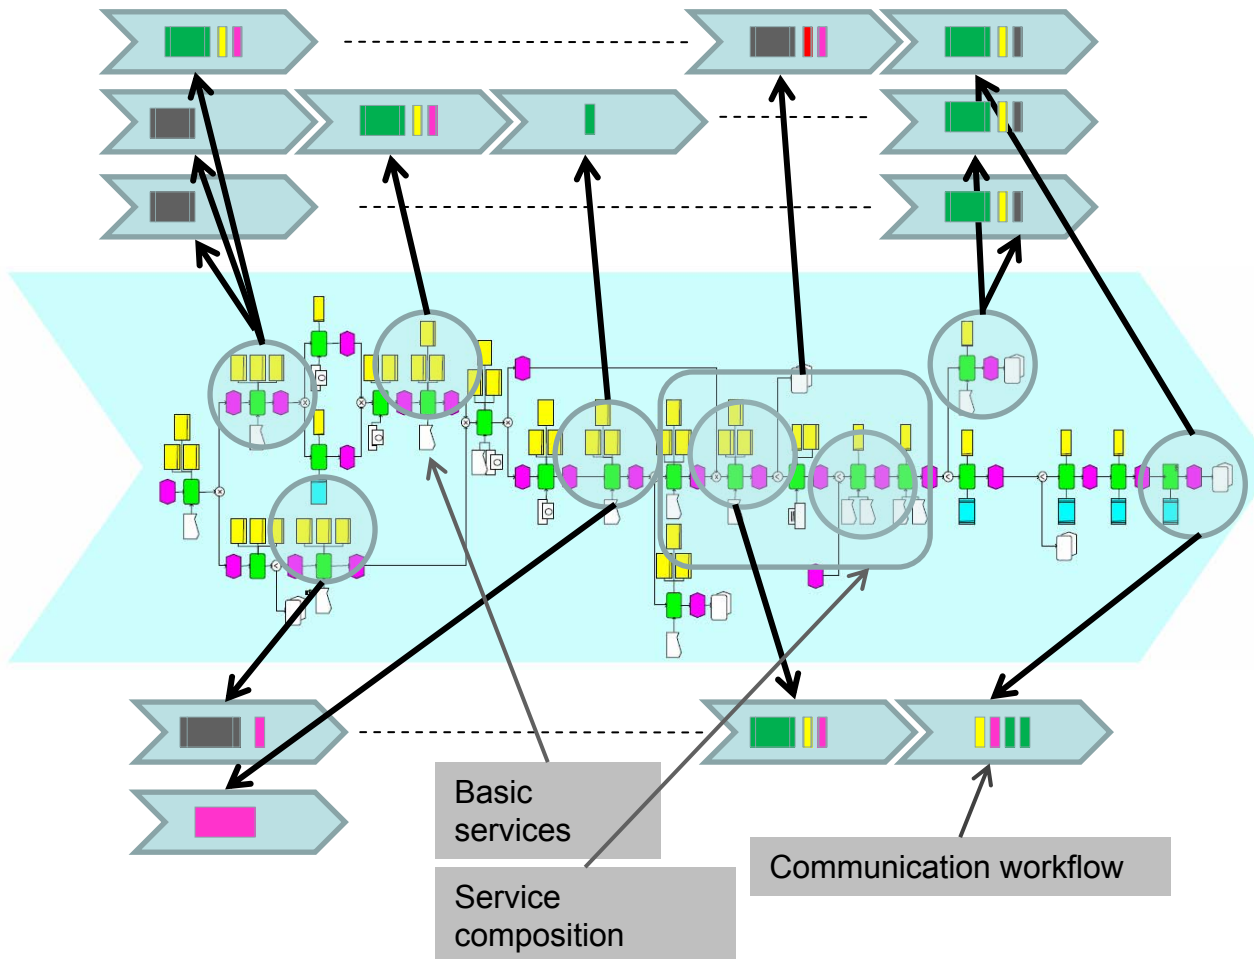 Basic
services
Communication workflow
Service
composition